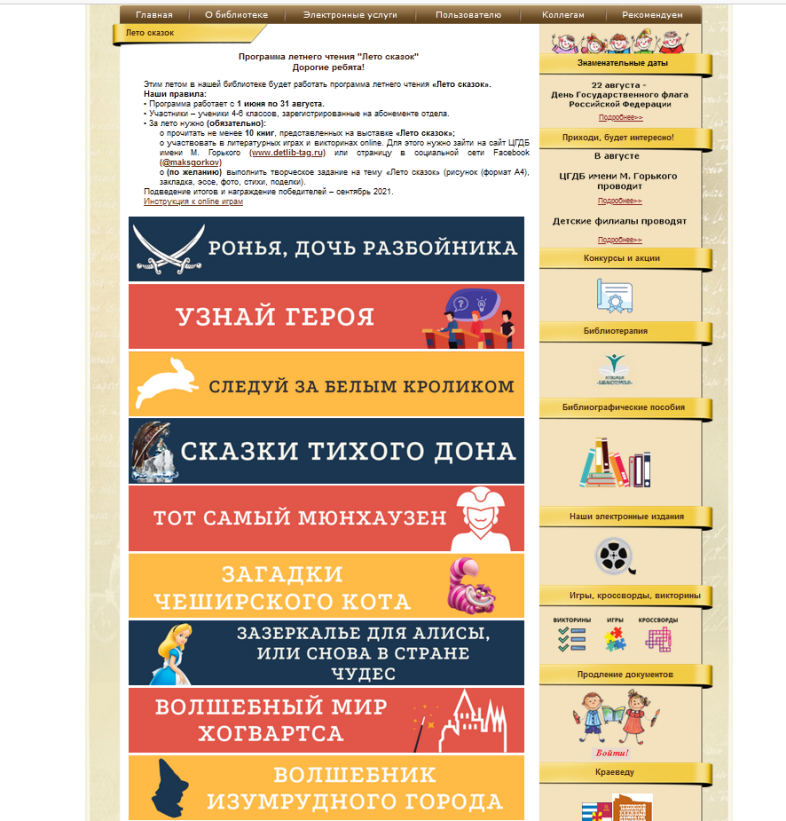 Главная
О библиотеке
Электронные услуги
Пользователю
Коллегам
Рекомендуем
Лето сказок
Программа летнего чтения "Лето сказок"
Дорогие ребята!
Этим летом в нашей библиотеке будет работать программа летнего чтения «Лето сказок».
Наши правила:
• Программа работает с 1 июня по 31 августа.
• Участники – ученики 4-6 классов, зарегистрированные на абонементе отдела.
• За лето нужно (обязательно):
o прочитать не менее 10 книг, представленных на выставке «Лето сказок»;
o участвовать в литературных играх и викторинах online. Для этого нужно зайти на сайт ЦГДБ
имени М. Горького (www.detlib-tag.ru) или страницу в социальной сети Facebook
(@maksgorkov)
o (по желанию) выполнить творческое задание на тему «Лето сказок» (рисунок (формат А4),
закладка, эссе, фото, стихи, поделки).
Подведение итогов и награждение победителей – сентябрь 2021.
Инструкция к online играм
РОНЬЯ, ДОЧЬ РАЗБОЙНИКА
УЗНАЙ ГЕРОЯ
СЛЕДУЙ ЗА БЕЛЫМ КРОЛИКОМ
СКАЗКИ ТИХОГО ДОНА
ТОТ САМЫЙ МЮНХАУЗЕН
ЗАГАДКИ
ЧЕШИРСКОГО КОТА
ЗАЗЕРКАЛЬЕ ДЛЯ АЛИСЫ,
ИЛИ СНОВА В СТРАНЕ
ЧУДЕС
ВОЛШЕБНЫЙ МИР
ХОГВАРТСА
ВОЛШЕБНИК
ИЗУМРУДНОГО ГОРОДА
Знаменательные даты
22 августа -
День Государственного флага
Российской Федерации
Подробнее>>
Приходи, будет интересно!
В августе
ЦГДБ имени М. Горького
проводит
Подробнее>>
Детские филиалы проводят
Подробнее>>
Конкурсы и акции
Библиотерапия
Библиографические пособия
Наши электронные издания
Игры, кроссворды, викторины
ВИКТОРИНЫ
ИГРЫ
КРОССВОРДЫ
Продление документов
Войти!
Краеведу